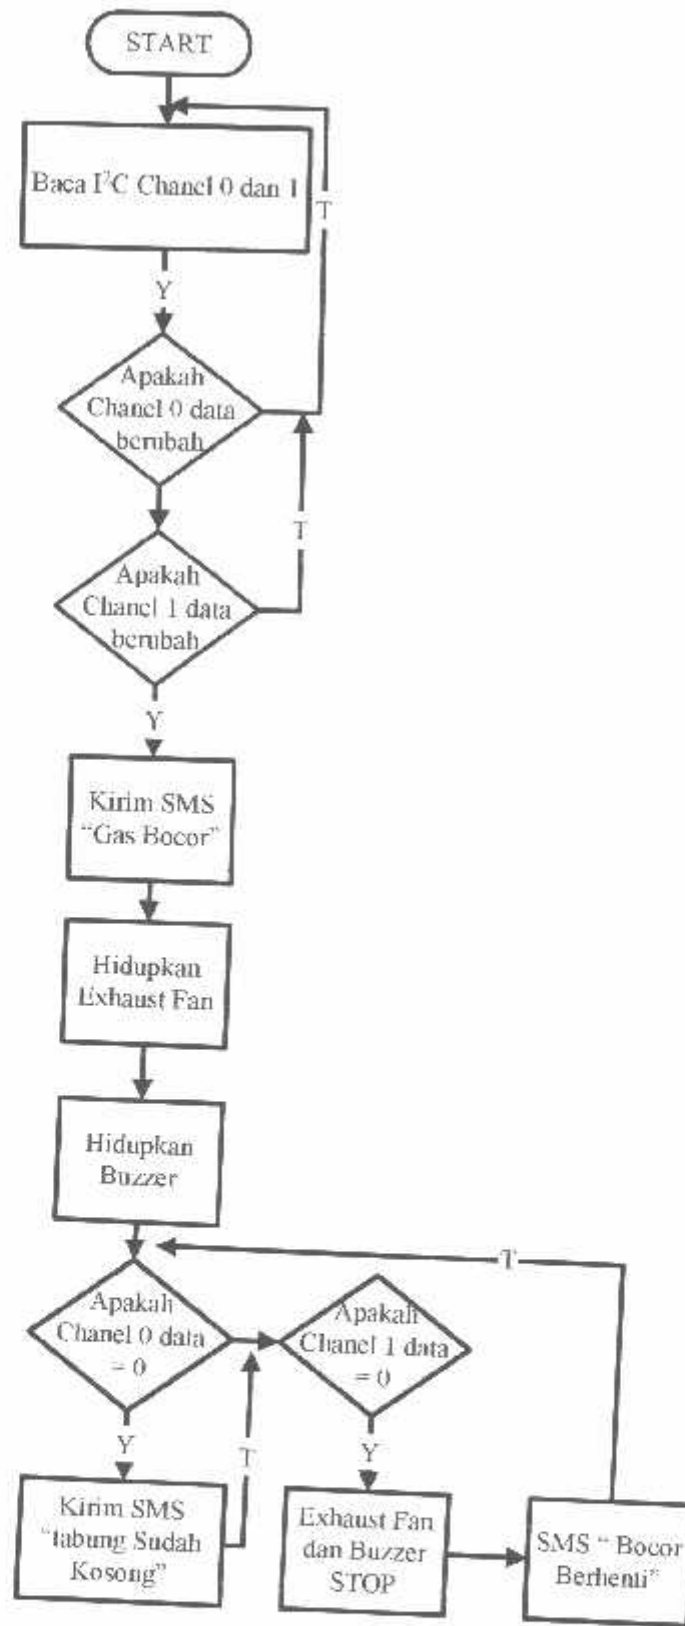 START
Baca I²C Chanel 0 dan 1
T
Y
Apakah
Chanel 0 data
berubah
T
Apakah
Chanel 1 data
berubah
Y
Kirim SMS
“Gas Bocor”
Hidupkan
Exhaust Fan
Hidupkan
Buzzer
T
Apakah
Chanel 0 data
= 0
Apakah
Chanel 1 data
= 0
Y
T
Y
Kirim SMS
“Tabung Sudah
Kosong”
Exhaust Fan
dan Buzzer
STOP
SMS “ Bocor
Berhenti”